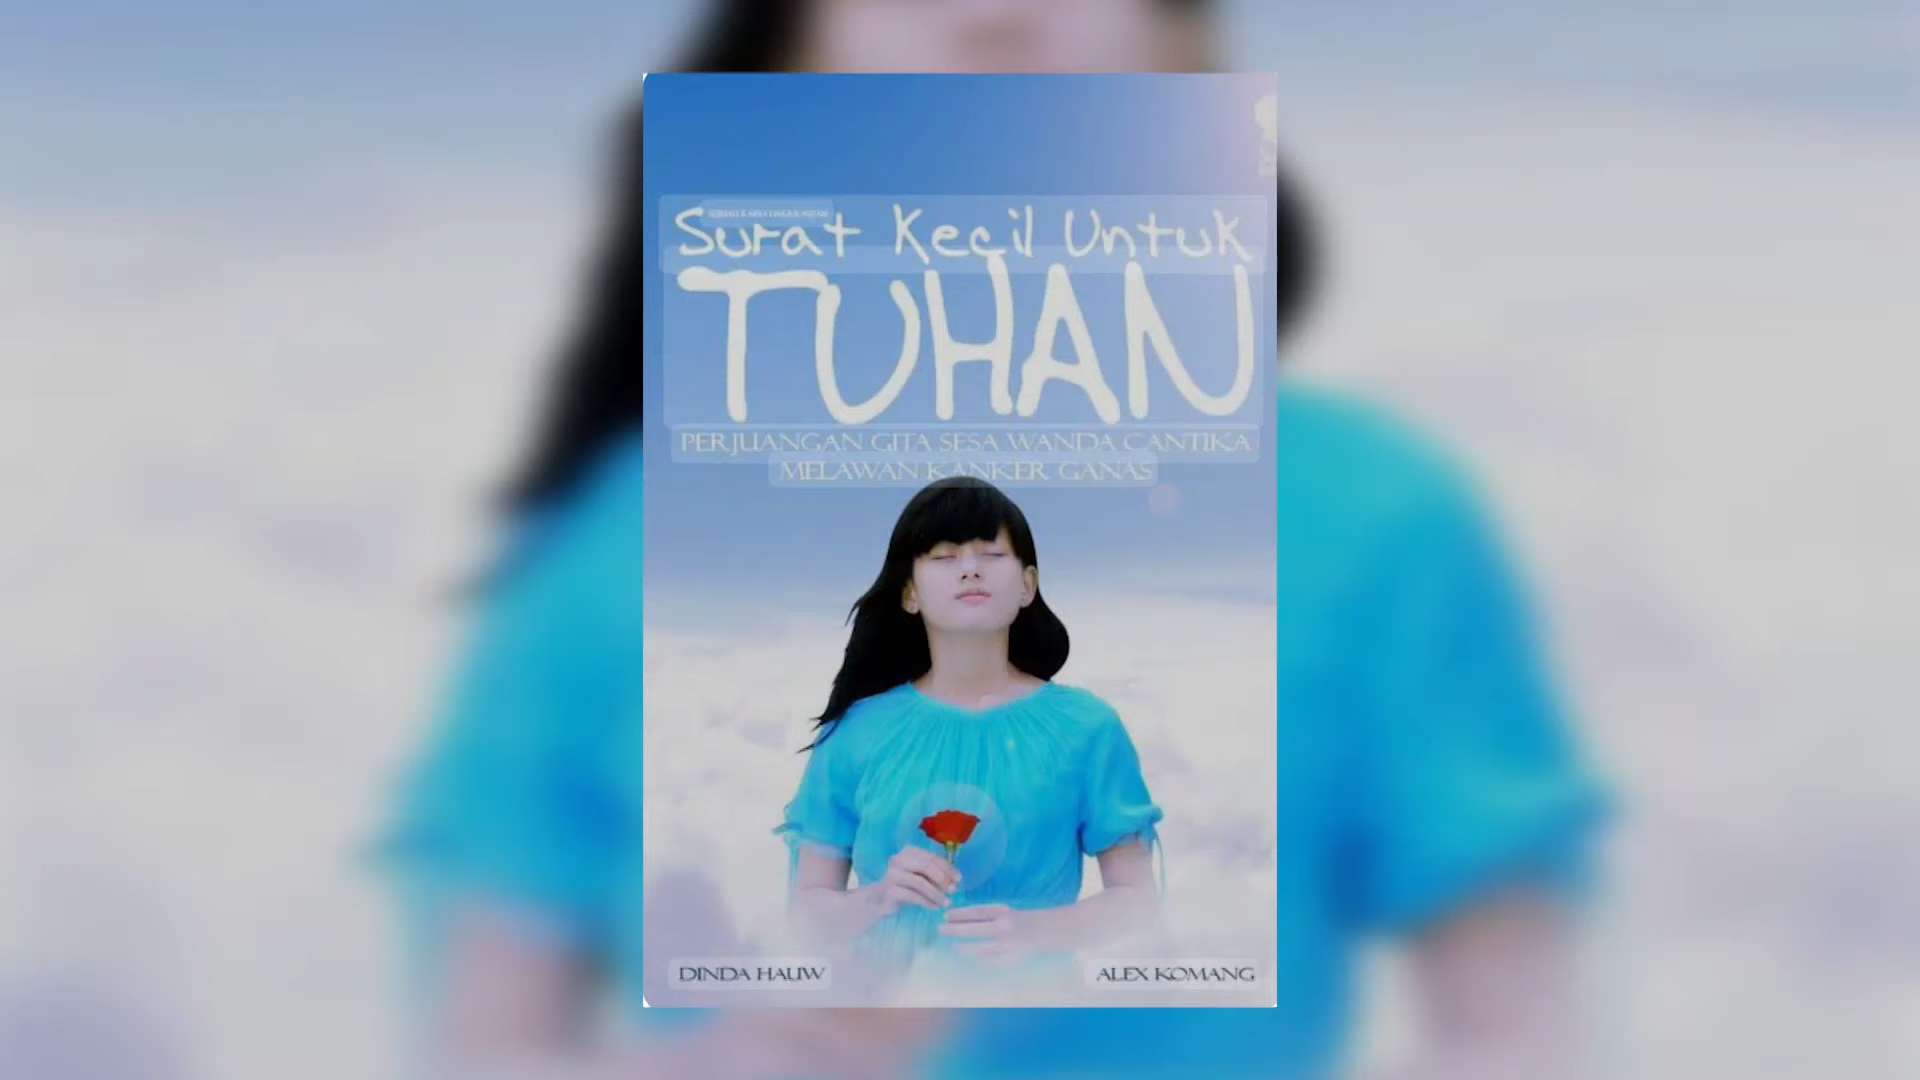 Surat Kecil Untuk
TUHAN
PERJUANGAN GITA SESA WANDA CANTIKA
MELAWAN KANKER GANAS
DINDA HAUW
ALEX KOMANG